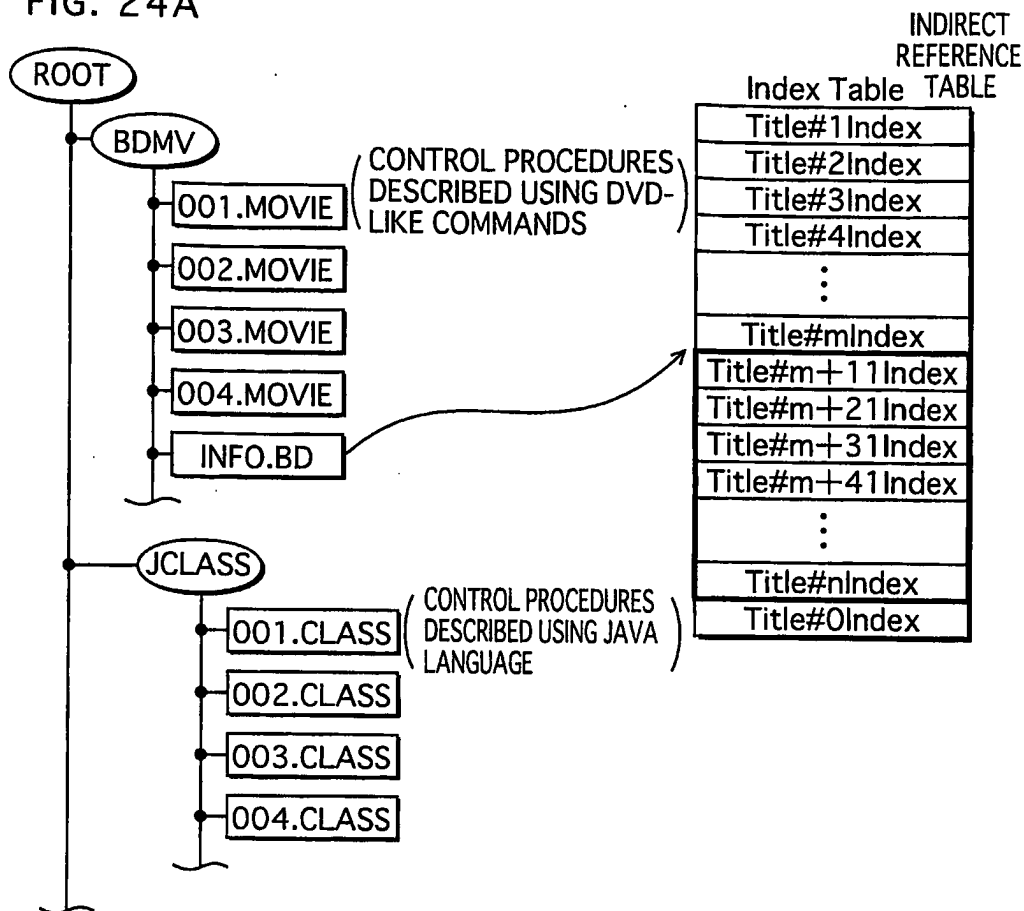 FIG. 24A
ROOT
BDMV
001.MOVIE
(CONTROL PROCEDURES
DESCRIBED USING DVD-
LIKE COMMANDS)
002.MOVIE
003.MOVIE
004.MOVIE
INFO.BD
JCLASS
001.CLASS
(CONTROL PROCEDURES
DESCRIBED USING JAVA
LANGUAGE)
002.CLASS
003.CLASS
004.CLASS
INDIRECT
REFERENCE
TABLE
Index Table
Title#1Index
Title#2Index
Title#3Index
Title#4Index
⋮
Title#mIndex
Title#m+11Index
Title#m+21Index
Title#m+31Index
Title#m+41Index
⋮
Title#nIndex
Title#0Index